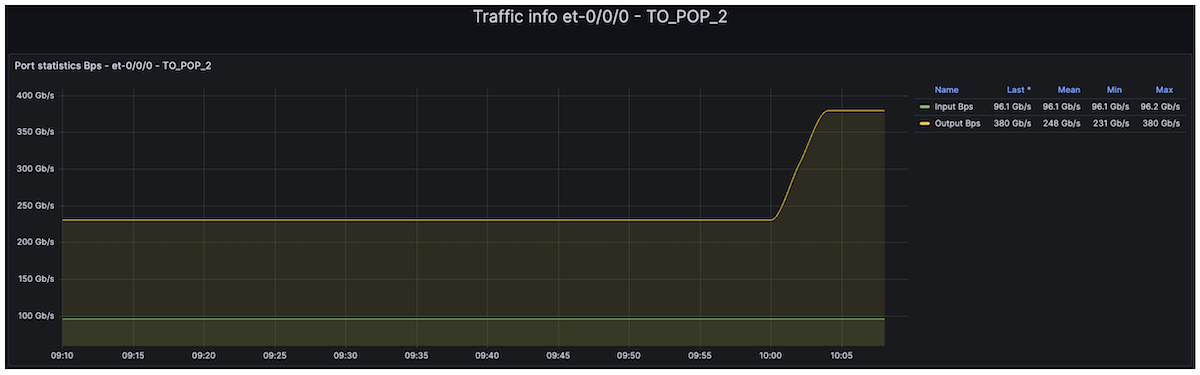 Traffic info et-0/0/0 - TO_POP_2
Port statistics Bps - et-0/0/0 - TO_POP_2
400 Gb/s
350 Gb/s
300 Gb/s
250 Gb/s
200 Gb/s
150 Gb/s
100 Gb/s
09:10 09:15 09:20 09:25 09:30 09:35 09:40 09:45 09:50 09:55 10:00 10:05
Name Last * Mean Min Max
Input Bps 96.1 Gb/s 96.1 Gb/s 96.1 Gb/s 96.2 Gb/s
Output Bps 380 Gb/s 248 Gb/s 231 Gb/s 380 Gb/s